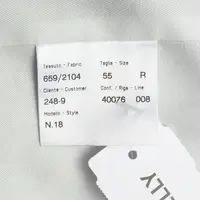 Tessuto - Fabric Taglia - Size
659/2104 55 R
Cliente - Customer Conf. / Riga - Line
248-9 40076 008
Modello - Style
N.18
LLY